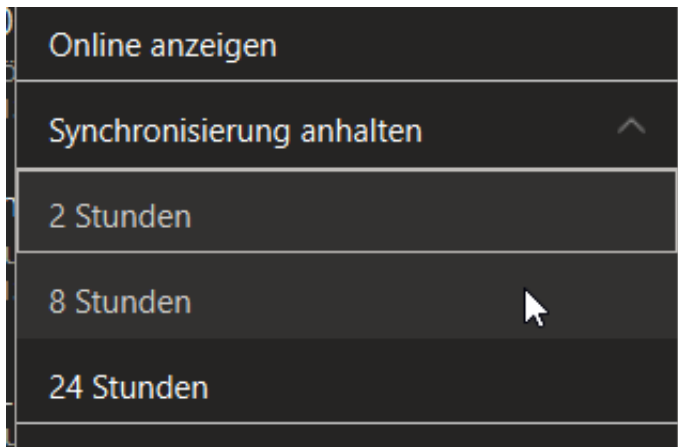 Online anzeigen
Synchronisierung anhalten
2 Stunden
8 Stunden
24 Stunden